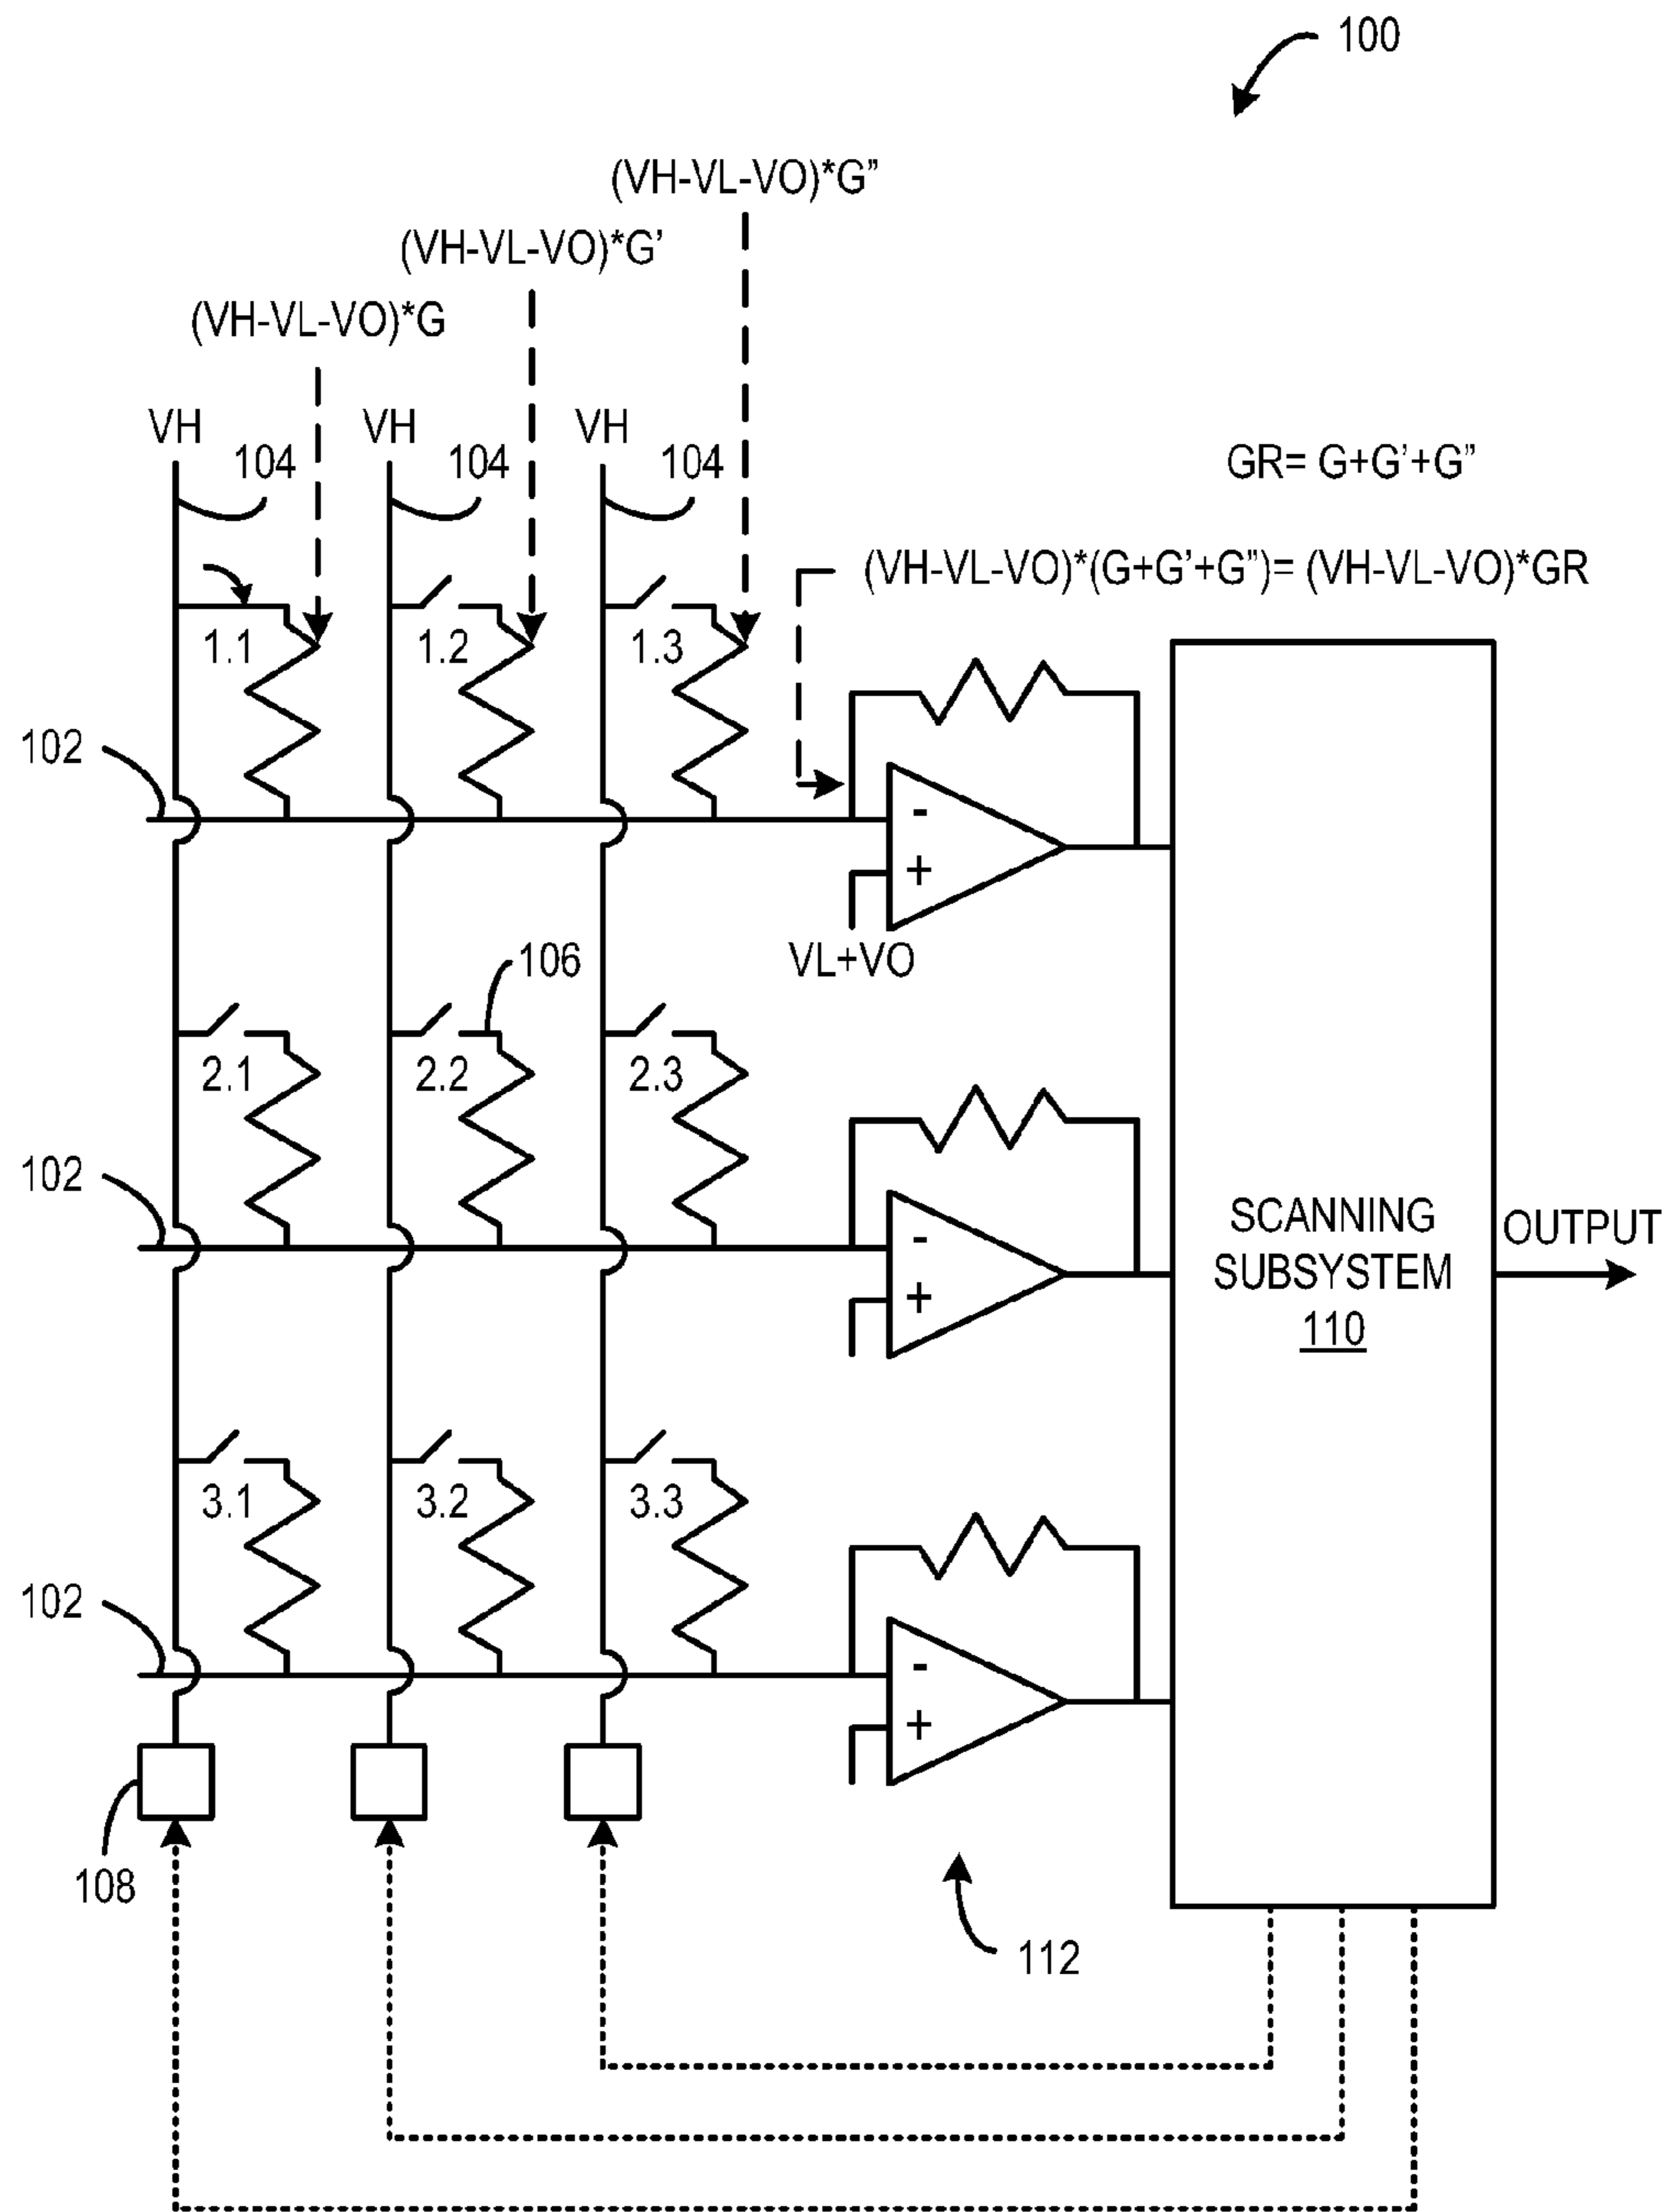 100
(VH-VL-VO)*G”
(VH-VL-VO)*G’
(VH-VL-VO)*G
VH VH VH
104 104 104
GR= G+G’+G”
(VH-VL-VO)*(G+G’+G”)= (VH-VL-VO)*GR
1.1 1.2 1.3
102
-
+
VL+VO
106
2.1 2.2 2.3
102
-
+
SCANNING
SUBSYSTEM
110
OUTPUT
3.1 3.2 3.3
102
-
+
108
112